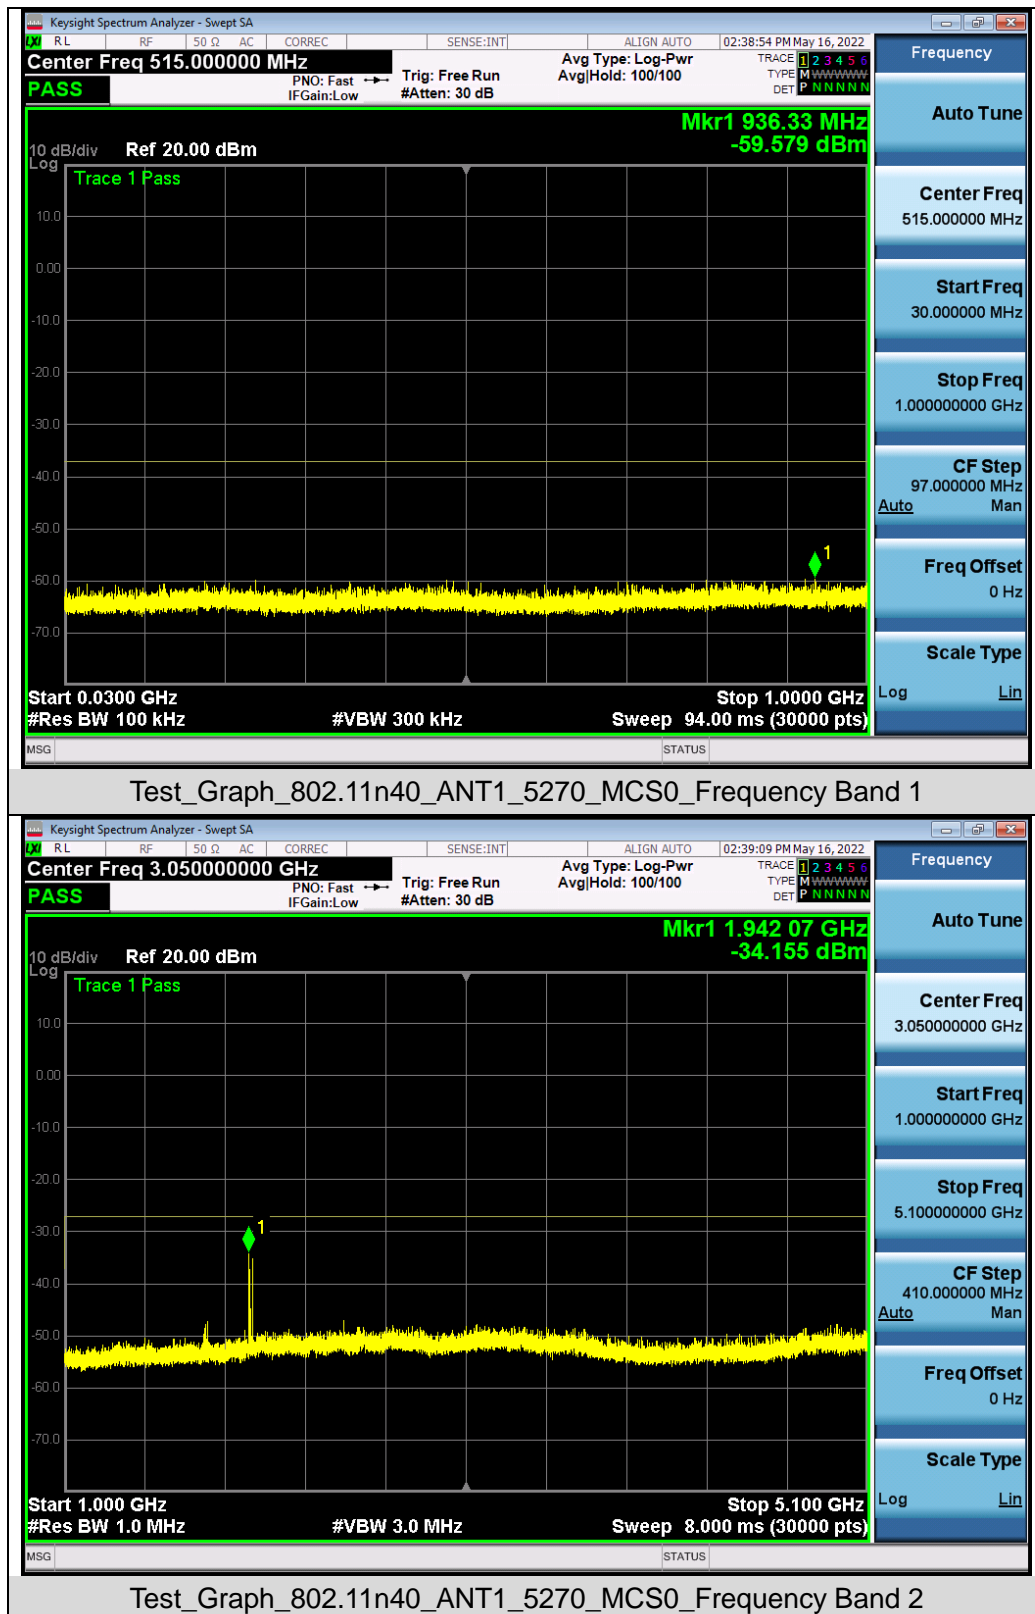 Keysight Spectrum Analyzer - Swept SA
LXI RL RF 50 Ω AC CORREC SENSE:INT ALIGN AUTO 02:38:54 PM May 16, 2022
Center Freq 515.000000 MHz
Avg Type: Log-Pwr
TRACE 1 2 3 4 5 6
PASS
PNO: Fast
Trig: Free Run
Avg|Hold: 100/100
TYPE M WWWWW
IFGain:Low
#Atten: 30 dB
DET P N N N N N
Mkr1 936.33 MHz
-59.579 dBm
10 dB/div Ref 20.00 dBm
Log
Trace 1 Pass
10.0
0.00
-10.0
-20.0
-30.0
-40.0
-50.0
1
-60.0
-70.0
Start 0.0300 GHz Stop 1.0000 GHz
#Res BW 100 kHz #VBW 300 kHz Sweep 94.00 ms (30000 pts)
MSG STATUS
Frequency
Auto Tune
Center Freq
515.000000 MHz
Start Freq
30.000000 MHz
Stop Freq
1.000000000 GHz
CF Step
97.000000 MHz
Auto Man
Freq Offset
0 Hz
Scale Type
Log Lin
Test_Graph_802.11n40_ANT1_5270_MCS0_Frequency Band 1
Keysight Spectrum Analyzer - Swept SA
LXI RL RF 50 Ω AC CORREC SENSE:INT ALIGN AUTO 02:39:09 PM May 16, 2022
Center Freq 3.050000000 GHz
Avg Type: Log-Pwr
TRACE 1 2 3 4 5 6
PASS
PNO: Fast
Trig: Free Run
Avg|Hold: 100/100
TYPE M WWWWW
IFGain:Low
#Atten: 30 dB
DET P N N N N N
Mkr1 1.942 07 GHz
-34.155 dBm
10 dB/div Ref 20.00 dBm
Log
Trace 1 Pass
10.0
0.00
-10.0
-20.0
1
-30.0
-40.0
-50.0
-60.0
-70.0
Start 1.000 GHz Stop 5.100 GHz
#Res BW 1.0 MHz #VBW 3.0 MHz Sweep 8.000 ms (30000 pts)
MSG STATUS
Frequency
Auto Tune
Center Freq
3.050000000 GHz
Start Freq
1.000000000 GHz
Stop Freq
5.100000000 GHz
CF Step
410.000000 MHz
Auto Man
Freq Offset
0 Hz
Scale Type
Log Lin
Test_Graph_802.11n40_ANT1_5270_MCS0_Frequency Band 2